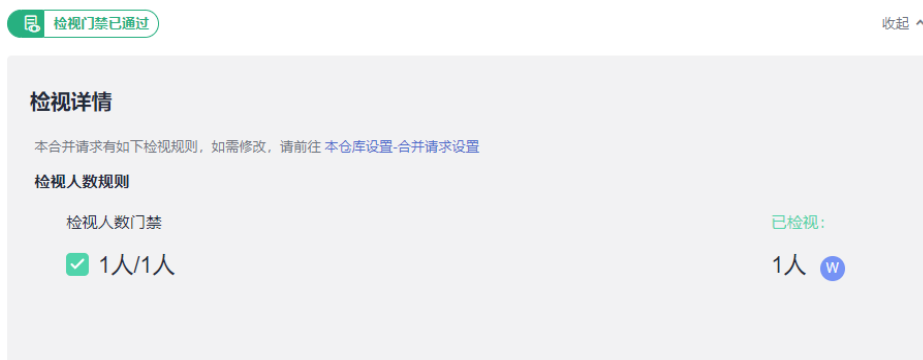 检视门禁已通过
收起
检视详情
本合并请求有如下检视规则，如需修改，请前往 本仓库设置-合并请求设置
检视人数规则
检视人数门禁
已检视：
1人/1人
1人 W